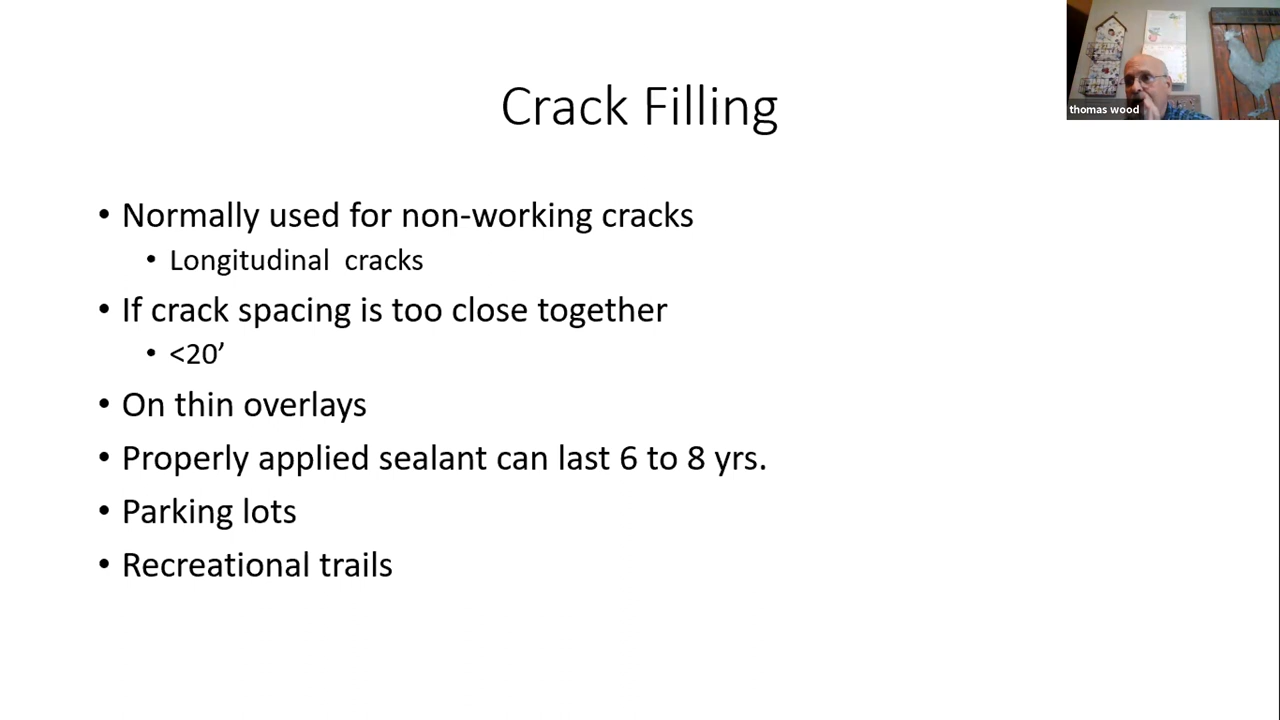 thomas wood
Crack Filling
• Normally used for non-working cracks
• Longitudinal cracks
• If crack spacing is too close together
• <20’
• On thin overlays
• Properly applied sealant can last 6 to 8 yrs.
• Parking lots
• Recreational trails